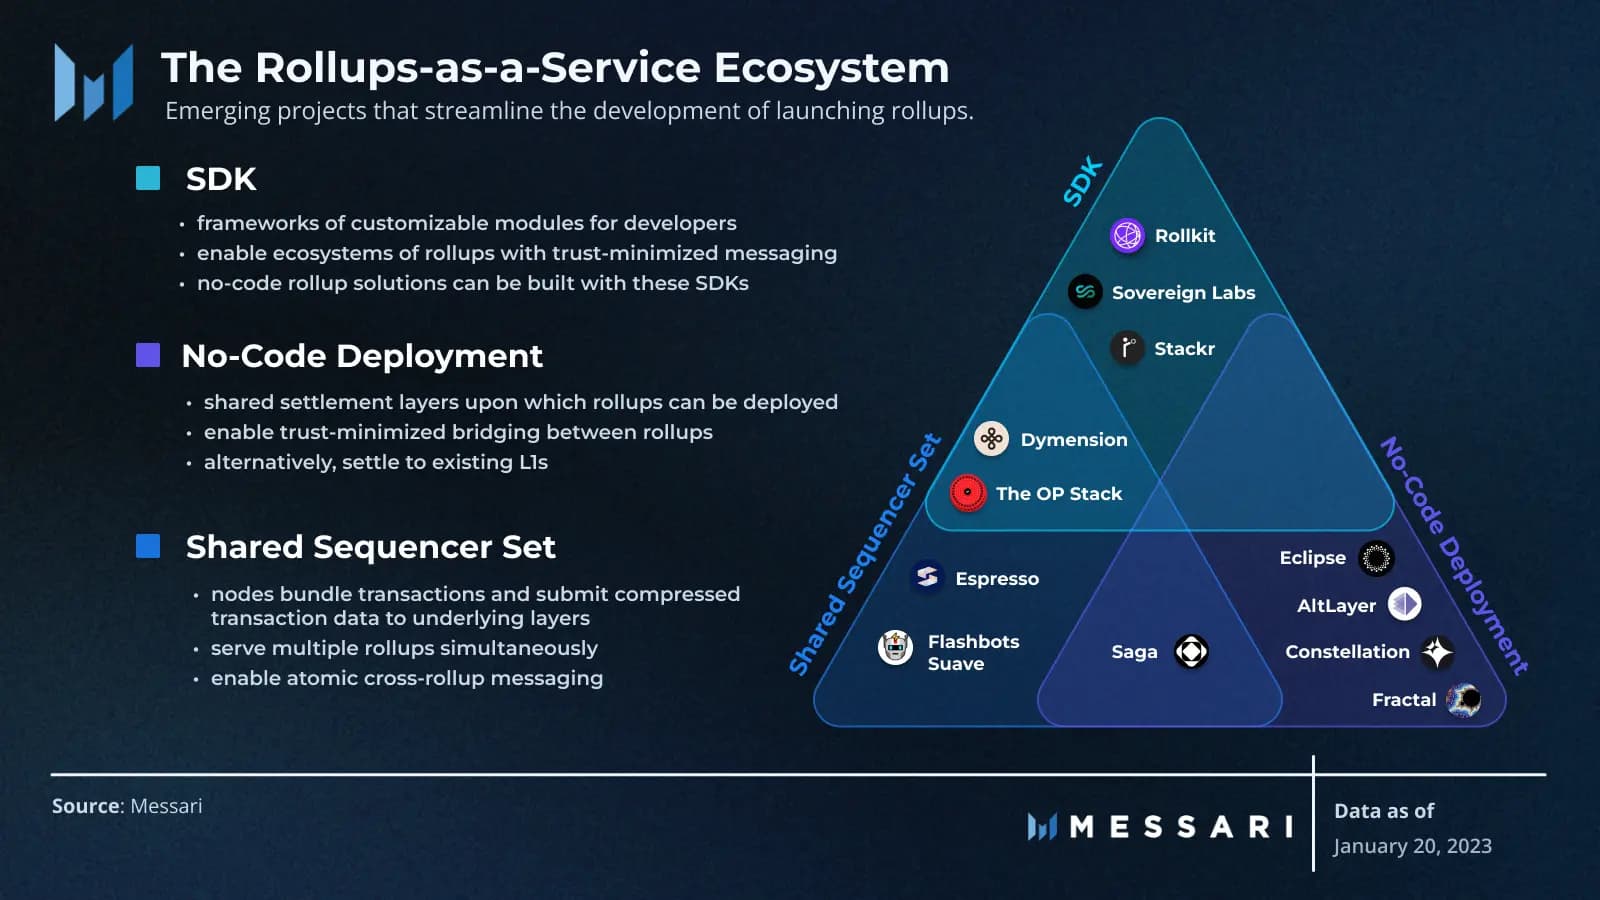 The Rollups-as-a-Service Ecosystem
Emerging projects that streamline the development of launching rollups.
SDK
• frameworks of customizable modules for developers
• enable ecosystems of rollups with trust-minimized messaging
• no-code rollup solutions can be built with these SDKs
No-Code Deployment
• shared settlement layers upon which rollups can be deployed
• enable trust-minimized bridging between rollups
• alternatively, settle to existing L1s
Shared Sequencer Set
• nodes bundle transactions and submit compressed
transaction data to underlying layers
• serve multiple rollups simultaneously
• enable atomic cross-rollup messaging
SDK
Rollkit
Sovereign Labs
Stackr
Shared Sequencer Set
No-Code Deployment
Dymension
The OP Stack
Espresso
Flashbots
Suave
Saga
Eclipse
AltLayer
Constellation
Fractal
Source: Messari
MESSARI
Data as of
January 20, 2023